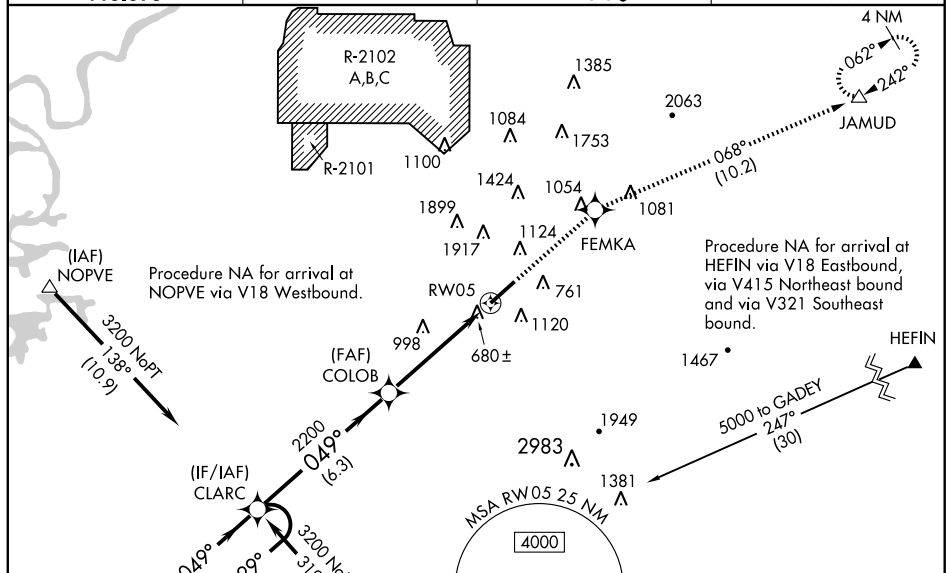 4 NM
R-2102
A,B,C
062°
242°
JAMUD
1385
2063
1084
1753
R-2101
1100
068°
(10.2)
1424
1054
1081
1899
1917
1124
FEMKA
(IAF)
NOPVE
Procedure NA for arrival at
NOPVE via V18 Westbound.
Procedure NA for arrival at
HEFIN via V18 Eastbound,
via V415 Northeast bound
and via V321 Southeast
bound.
RW05
761
1120
998
680±
HEFIN
3200 NoPT
138°
(10.9)
(FAF)
COLOB
1467
5000 to GADEY
247°
(30)
2200
049°
(6.3)
1949
2983
1381
(IF/IAF)
CLARC
MSA RW05 25 NM
4000
3200
049°